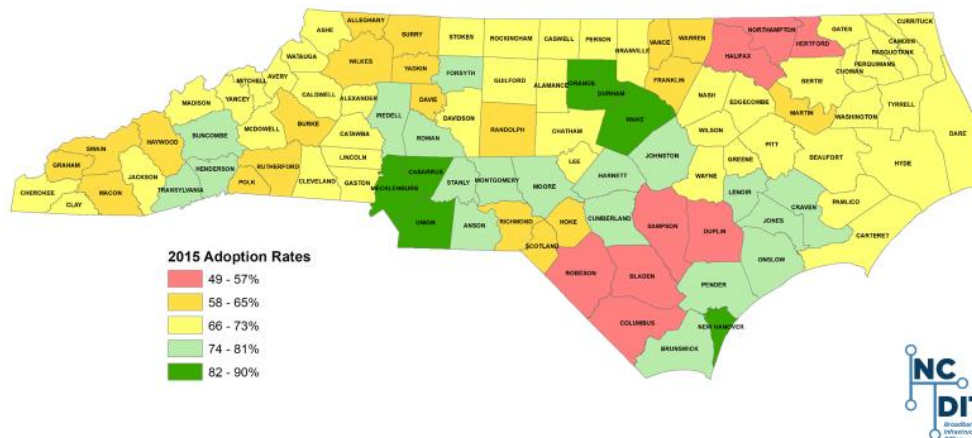 ALLEGHANY
ASHE
SURRY
STOKES
ROCKINGHAM
CASWELL
PERSON
GRANVILLE
VANCE
WARREN
NORTHAMPTON
GATES
CURRITUCK
CAMDEN
PASQUOTANK
PERQUIMANS
CHOWAN
HERTFORD
HALIFAX
WATAUGA
WILKES
YADKIN
FORSYTH
GUILFORD
ALAMANCE
ORANGE
DURHAM
FRANKLIN
NASH
EDGECOMBE
BERTIE
MARTIN
WASHINGTON
TYRRELL
DARE
MITCHELL
AVERY
CALDWELL
ALEXANDER
DAVIE
IREDELL
DAVIDSON
RANDOLPH
CHATHAM
WAKE
WILSON
PITT
BEAUFORT
HYDE
MADISON
YANCEY
MCDOWELL
BURKE
CATAWBA
ROWAN
LEE
JOHNSTON
GREENE
WAYNE
LENOIR
CRAVEN
PAMLICO
BUNCOMBE
HAYWOOD
SWAIN
GRAHAM
JACKSON
HENDERSON
RUTHERFORD
LINCOLN
CLEVELAND
GASTON
CABARRUS
MECKLENBURG
STANLY
MONTGOMERY
MOORE
HARNETT
JONES
CARTERET
CHEROKEE
CLAY
MACON
TRANSYLVANIA
POLK
UNION
ANSON
RICHMOND
HOKE
SCOTLAND
CUMBERLAND
SAMPSON
DUPLIN
ONSLOW
ROBESON
BLADEN
PENDER
COLUMBUS
NEW HANOVER
BRUNSWICK
2015 Adoption Rates
49 - 57%
58 - 65%
66 - 73%
74 - 81%
82 - 90%
NC
DIT
Broadband
Infrastructure